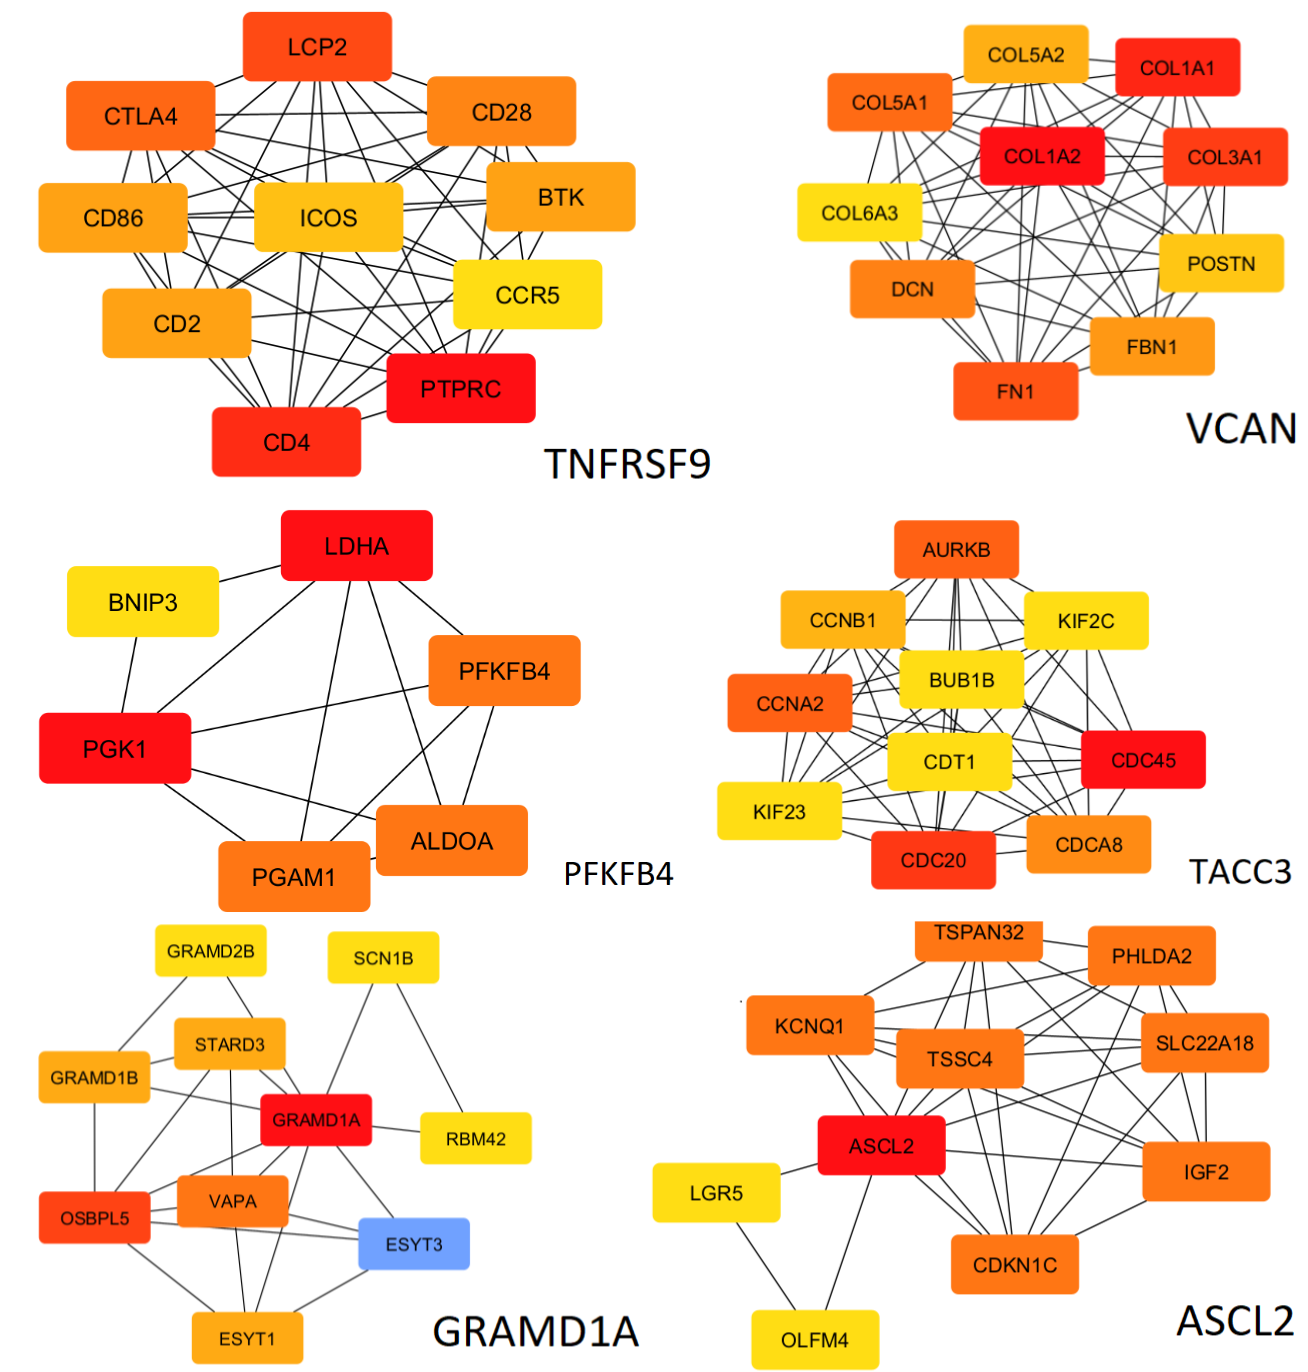 LCP2
CTLA4
CD28
CD86
ICOS
BTK
CD2
CCR5
PTPRC
CD4
TNFRSF9
COL5A2
COL1A1
COL5A1
COL1A2
COL3A1
COL6A3
POSTN
DCN
FBN1
FN1
VCAN
LDHA
BNIP3
PFKFB4
PGK1
ALDOA
PGAM1
PFKFB4
AURKB
CCNB1
KIF2C
BUB1B
CCNA2
CDT1
CDC45
KIF23
CDC20
CDCA8
TACC3
GRAMD2B
SCN1B
STARD3
GRAMD1B
GRAMD1A
RBM42
VAPA
OSBPL5
ESYT3
ESYT1
GRAMD1A
TSPAN32
PHLDA2
KCNQ1
TSSC4
SLC22A18
ASCL2
LGR5
IGF2
CDKN1C
OLFM4
ASCL2